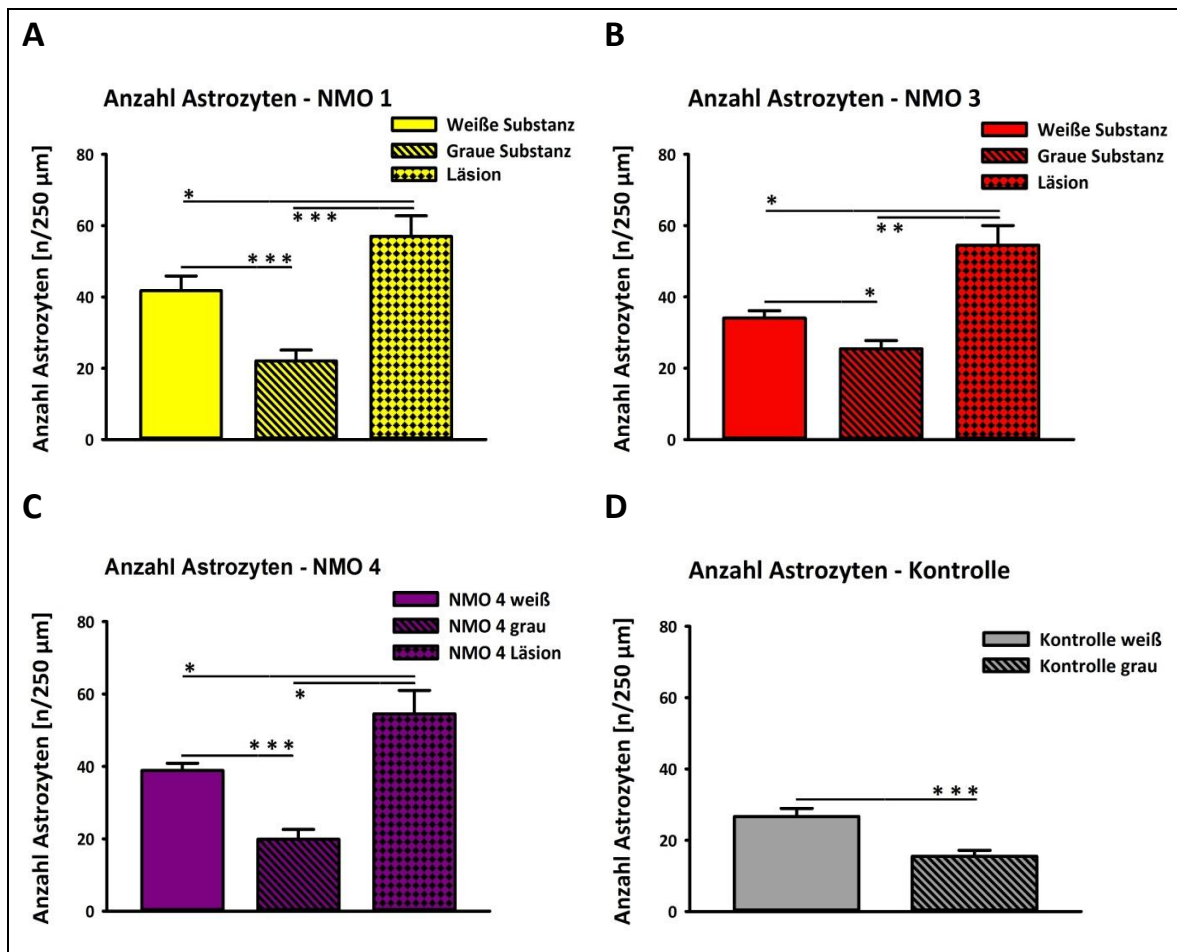 A
Anzahl Astrozyten - NMO 1
Weiße Substanz
Graue Substanz
Läsion
Anzahl Astrozyten [n/250 µm]
80
60
40
20
0
*
***
***
B
Anzahl Astrozyten - NMO 3
Weiße Substanz
Graue Substanz
Läsion
Anzahl Astrozyten [n/250 µm]
80
60
40
20
0
*
**
*
C
Anzahl Astrozyten - NMO 4
NMO 4 weiß
NMO 4 grau
NMO 4 Läsion
Anzahl Astrozyten [n/250 µm]
80
60
40
20
0
*
*
***
D
Anzahl Astrozyten - Kontrolle
Kontrolle weiß
Kontrolle grau
Anzahl Astrozyten [n/250 µm]
80
60
40
20
0
***